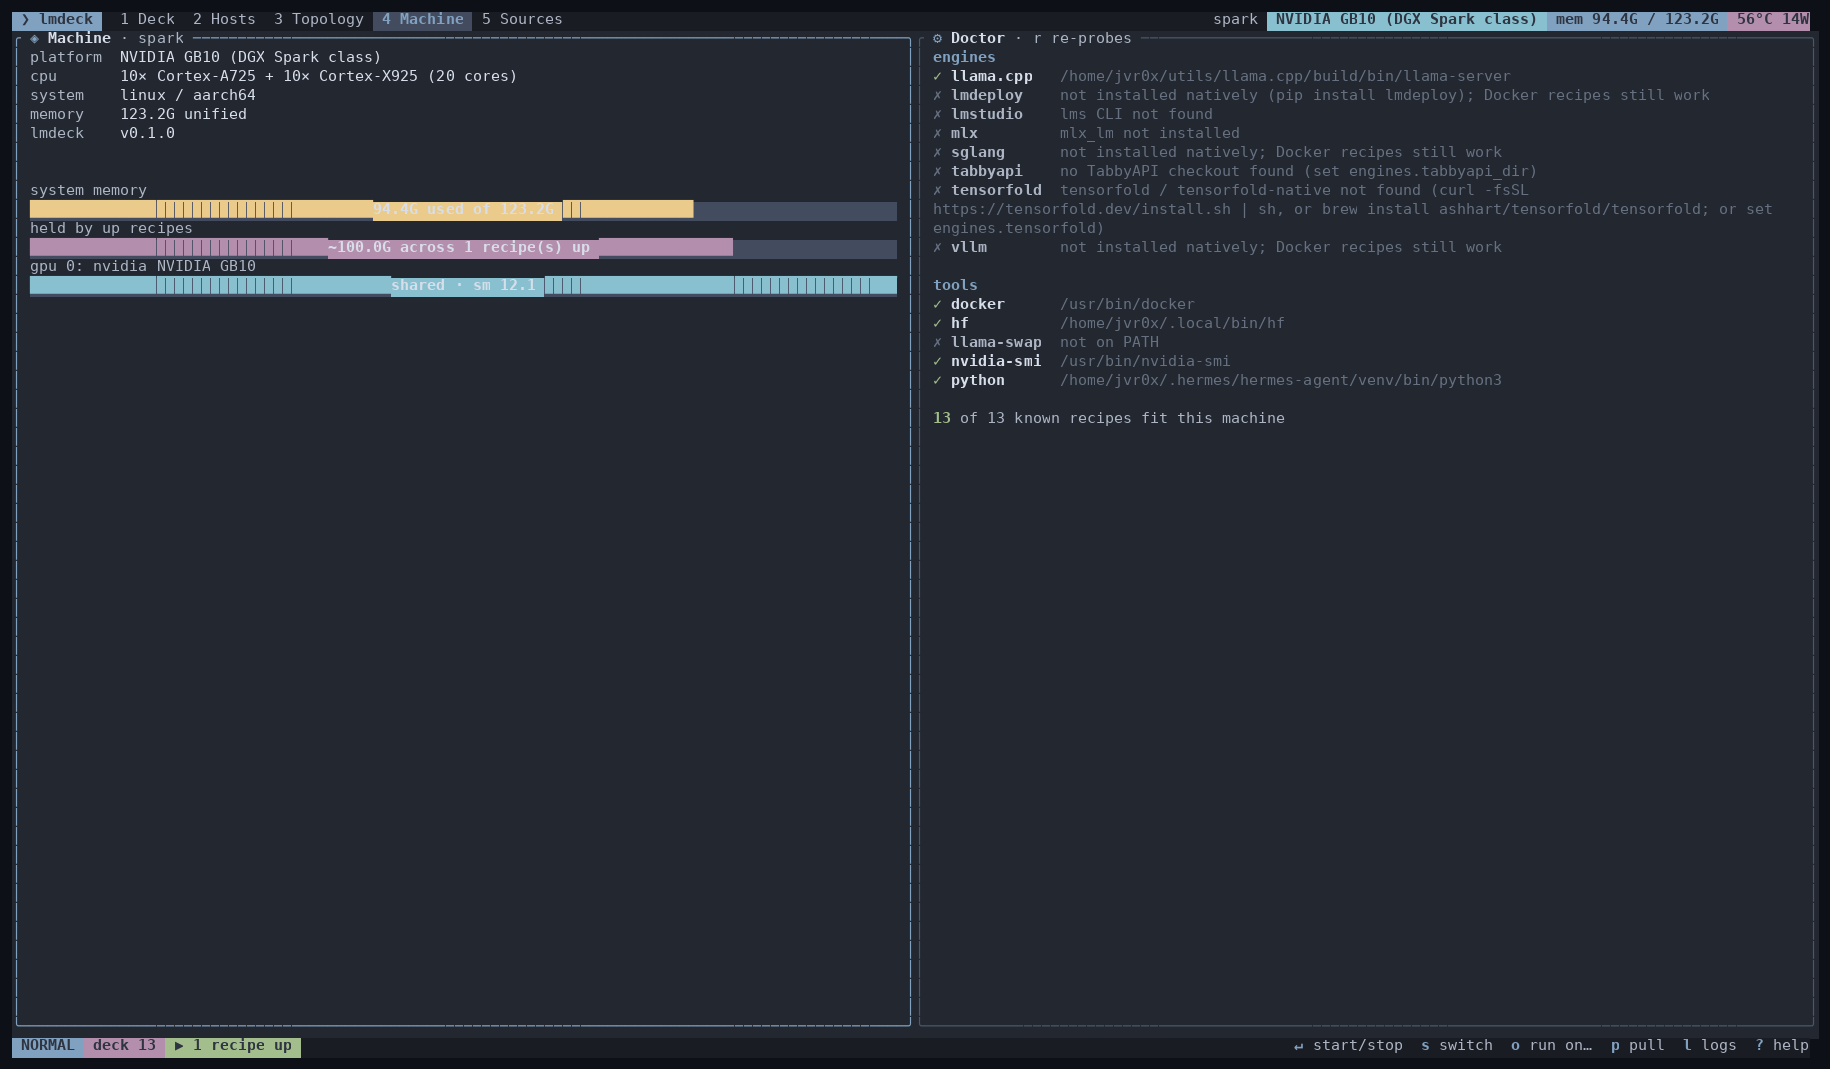 ❯ lmdeck 1 Deck 2 Hosts 3 Topology 4 Machine 5 Sources spark NVIDIA GB10 (DGX Spark class) mem 94.4G / 123.2G 56°C 14W
◈ Machine · spark
platform NVIDIA GB10 (DGX Spark class)
cpu 10× Cortex-A725 + 10× Cortex-X925 (20 cores)
system linux / aarch64
memory 123.2G unified
lmdeck v0.1.0
system memory
94.4G used of 123.2G
held by up recipes
~100.0G across 1 recipe(s) up
gpu 0: nvidia NVIDIA GB10
shared · sm 12.1
⚙ Doctor · r re-probes
engines
✓ llama.cpp /home/jvr0x/utils/llama.cpp/build/bin/llama-server
✗ lmdeploy not installed natively (pip install lmdeploy); Docker recipes still work
✗ lmstudio lms CLI not found
✗ mlx mlx_lm not installed
✗ sglang not installed natively; Docker recipes still work
✗ tabbyapi no TabbyAPI checkout found (set engines.tabbyapi_dir)
✗ tensorfold tensorfold / tensorfold-native not found (curl -fsSL
https://tensorfold.dev/install.sh | sh, or brew install ashhart/tensorfold/tensorfold; or set
engines.tensorfold)
✗ vllm not installed natively; Docker recipes still work
tools
✓ docker /usr/bin/docker
✓ hf /home/jvr0x/.local/bin/hf
✗ llama-swap not on PATH
✓ nvidia-smi /usr/bin/nvidia-smi
✓ python /home/jvr0x/.hermes/hermes-agent/venv/bin/python3
13 of 13 known recipes fit this machine
NORMAL deck 13 ▶ 1 recipe up ↵ start/stop s switch o run on… p pull l logs ? help